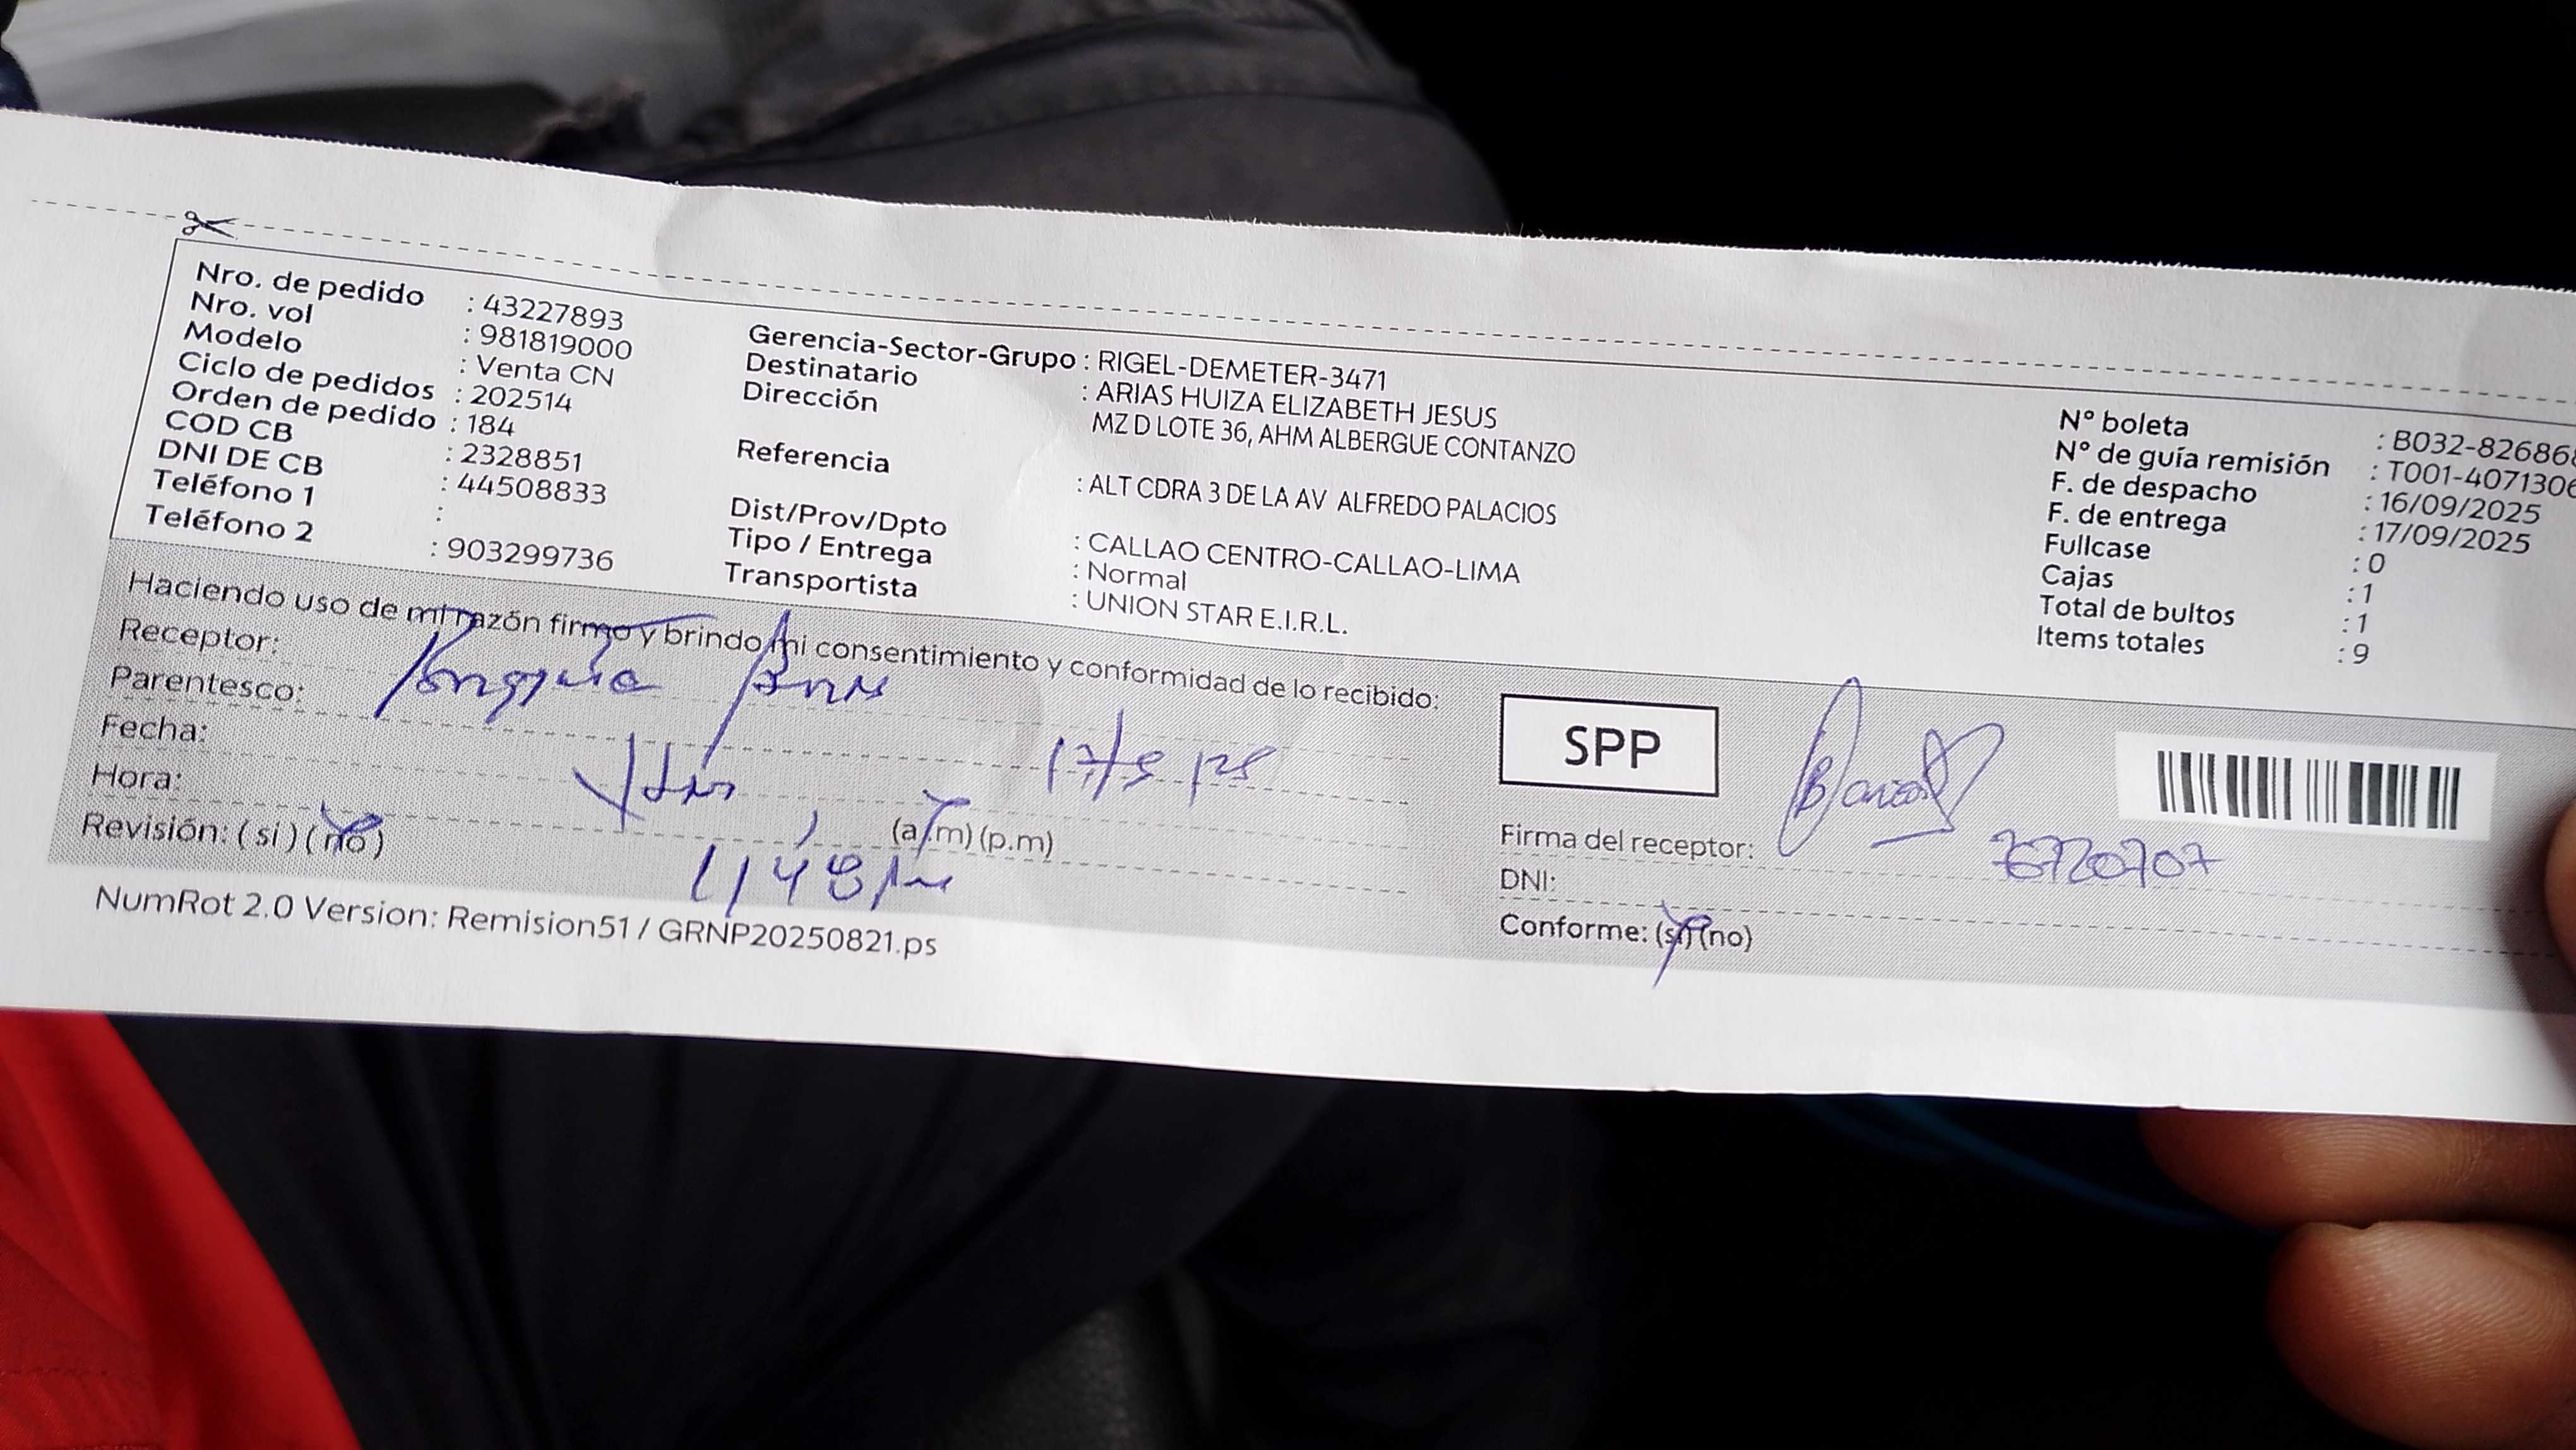 Nro. de pedido : 43227893
Nro. vol : 981819000
Modelo : Venta CN
Ciclo de pedidos : 202514
Orden de pedido : 184
COD CB : 2328851
DNI DE CB : 44508833
Teléfono 1 :
Teléfono 2 : 903299736
Gerencia-Sector-Grupo : RIGEL-DEMETER-3471
Destinatario : ARIAS HUIZA ELIZABETH JESUS
Dirección MZ D LOTE 36, AHM ALBERGUE CONTANZO
Referencia : ALT CDRA 3 DE LA AV ALFREDO PALACIOS
Dist/Prov/Dpto : CALLAO CENTRO-CALLAO-LIMA
Tipo / Entrega : Normal
Transportista : UNION STAR E.I.R.L.
N° boleta : B032-82686
N° de guía remisión : T001-4071306
F. de despacho : 16/09/2025
F. de entrega : 17/09/2025
Fullcase : 0
Cajas : 1
Total de bultos : 1
Items totales : 9
Haciendo uso de mi razón firmo y brindo mi consentimiento y conformidad de lo recibido:
Receptor:
Parentesco:
Fecha: 17/9/25
Hora: (a.m) (p.m)
Revisión: ( si ) ( no )
SPP
Firma del receptor:
DNI: 76720707
Conforme: (si) (no)
NumRot 2.0 Version: Remision51 / GRNP20250821.ps